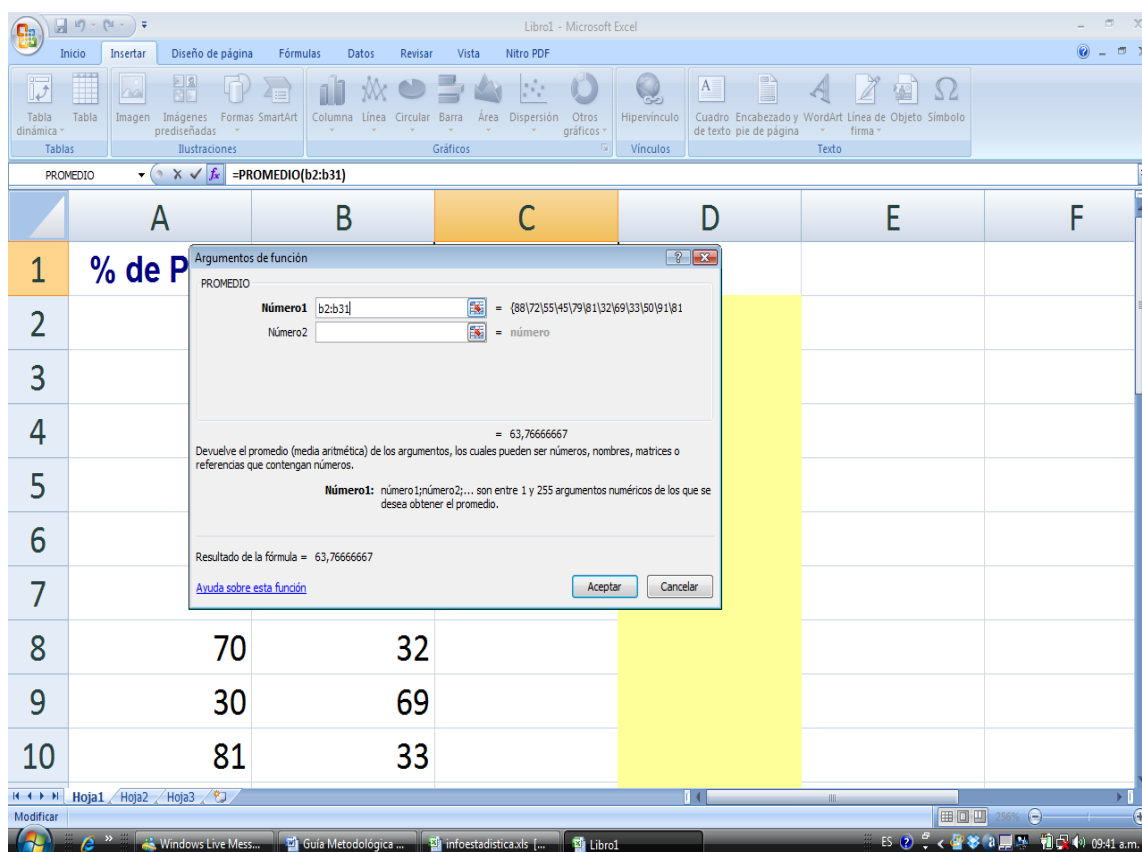 Libro1 - Microsoft Excel
Inicio Insertar Diseño de página Fórmulas Datos Revisar Vista Nitro PDF
Tabla dinámica
Tabla
Imagen
Imágenes prediseñadas
Formas
SmartArt
Columna
Línea
Circular
Barra
Área
Dispersión
Otros gráficos
Hipervínculo
Cuadro de texto
Encabezado y pie de página
WordArt
Línea de firma
Objeto
Símbolo
Tablas Ilustraciones Gráficos Vínculos Texto
PROMEDIO fx =PROMEDIO(b2:b31)
A B C D E F
1 % de P
Argumentos de función
PROMEDIO
Número1 b2:b31 = {88\72\55\45\79\81\32\69\33\50\91\81
Número2 = número
= 63,76666667
Devuelve el promedio (media aritmética) de los argumentos, los cuales pueden ser números, nombres, matrices o
referencias que contengan números.
Número1: número1;número2;... son entre 1 y 255 argumentos numéricos de los que se
desea obtener el promedio.
Resultado de la fórmula = 63,76666667
Ayuda sobre esta función Aceptar Cancelar
2
3
4
5
6
7
8 70 32
9 30 69
10 81 33
Hoja1 Hoja2 Hoja3
Modificar 256%
Windows Live Mess... Guía Metodológica ... infoestadistica.xls [... Libro1 ES 09:41 a.m.